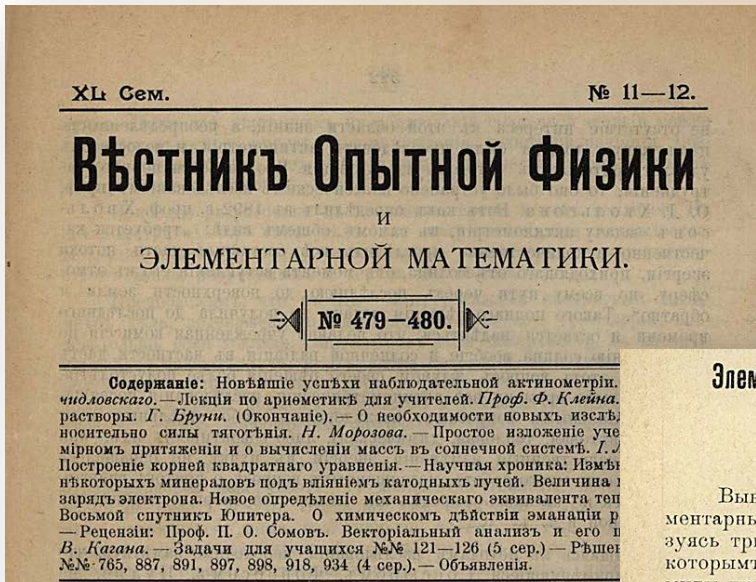 XL Сем.
№ 11—12.
Вѣстникъ Опытной Физики
и
ЭЛЕМЕНТАРНОЙ МАТЕМАТИКИ.
№ 479—480.
Содержаніе: Новѣйшіе успѣхи наблюдательной актинометріи.
чидловскаго. — Лекціи по ариѳметикѣ для учителей. Проф. Ф. Клейна.
растворы. Г. Бруни. (Окончаніе). — О необходимости новыхъ изслѣд
носительно силы тяготѣнія. Н. Морозова. — Простое изложеніе уче
мірномъ притяженіи и о вычисленіи массъ въ солнечной системѣ. І.
Построеніе корней квадратнаго уравненія. — Научная хроника: Измѣн
нѣкоторыхъ минераловъ подъ вліяніемъ катодныхъ лучей. Величина
зарядъ электрона. Новое опредѣленіе механическаго эквивалента теп
Восьмой спутникъ Юпитера. О химическомъ дѣйствіи эманаціи р
— Рецензіи: Проф. П. О. Сомовъ. Векторіальный анализъ и его п
В. Кагана. — Задачи для учащихся №№ 121—126 (5 сер.) — Рѣшен
№№ 765, 887, 891, 897, 898, 918, 934 (4 сер.). — Объявленія.
Элем
Выв
ментарны
зуясь тр
которым